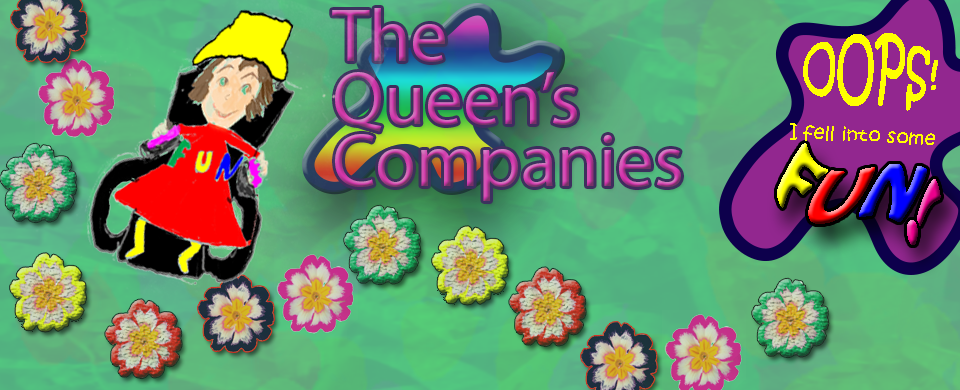 The
Queen's
Companies
FUN
OOPS!
I fell into some
FUN!